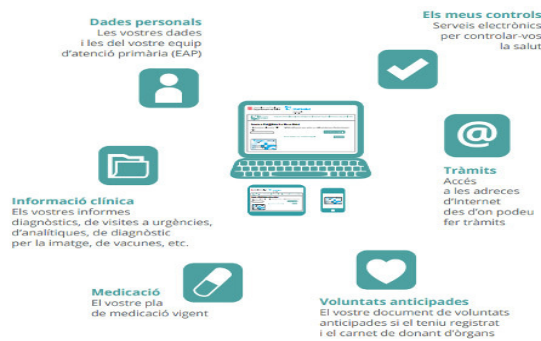 Dades personals
Les vostres dades
i les del vostre equip
d'atenció primària (EAP)
Els meus controls
Serveis electrònics
per controlar-vos
la salut
@
Tràmits
Accés
a les adreces
d'Internet
des d'on podeu
fer tràmits
Informació clínica
Els vostres informes
diagnòstics, de visites a urgències,
d'analítiques, de diagnòstic
per la imatge, de vacunes, etc.
Medicació
El vostre pla
de medicació vigent
Voluntats anticipades
El vostre document de voluntats
anticipades si el teniu registrat
i el carnet de donant d'òrgans